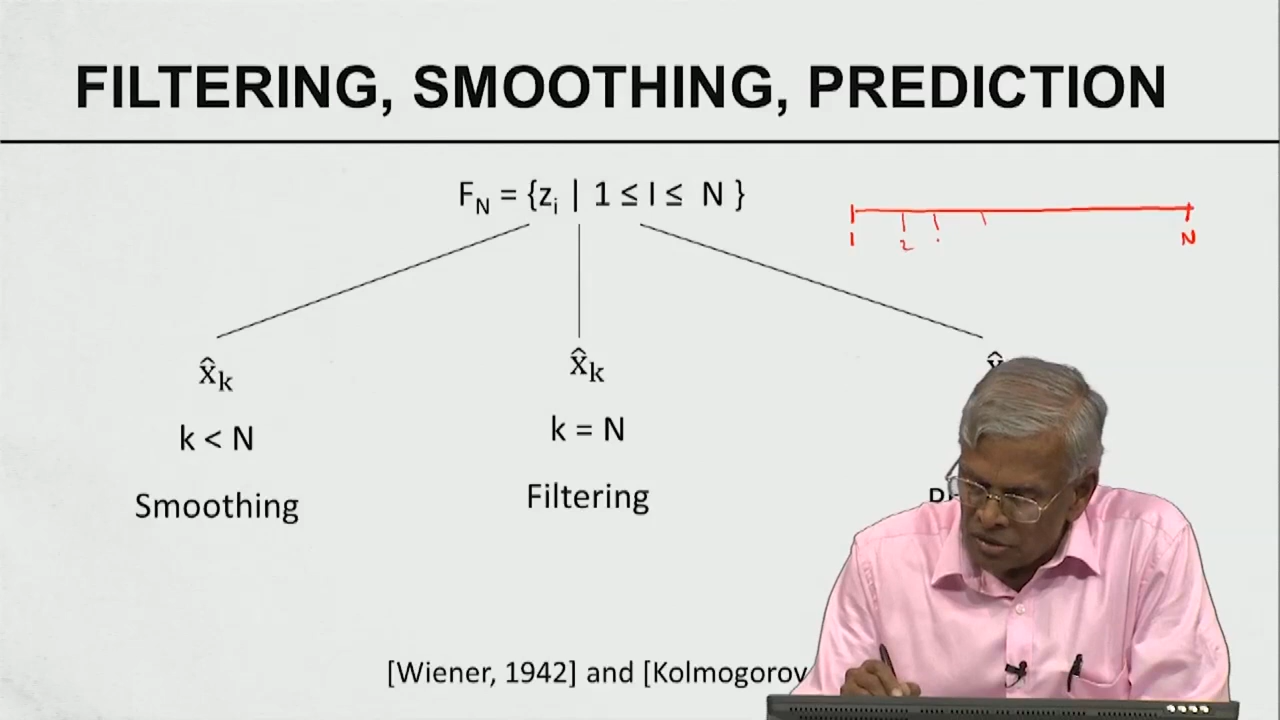 FILTERING, SMOOTHING, PREDICTION
F_N = {z_i | 1 ≤ I ≤ N }
1 2 N
x̂_k x̂_k
k < N k = N
Smoothing Filtering
[Wiener, 1942] and [Kolmogorov